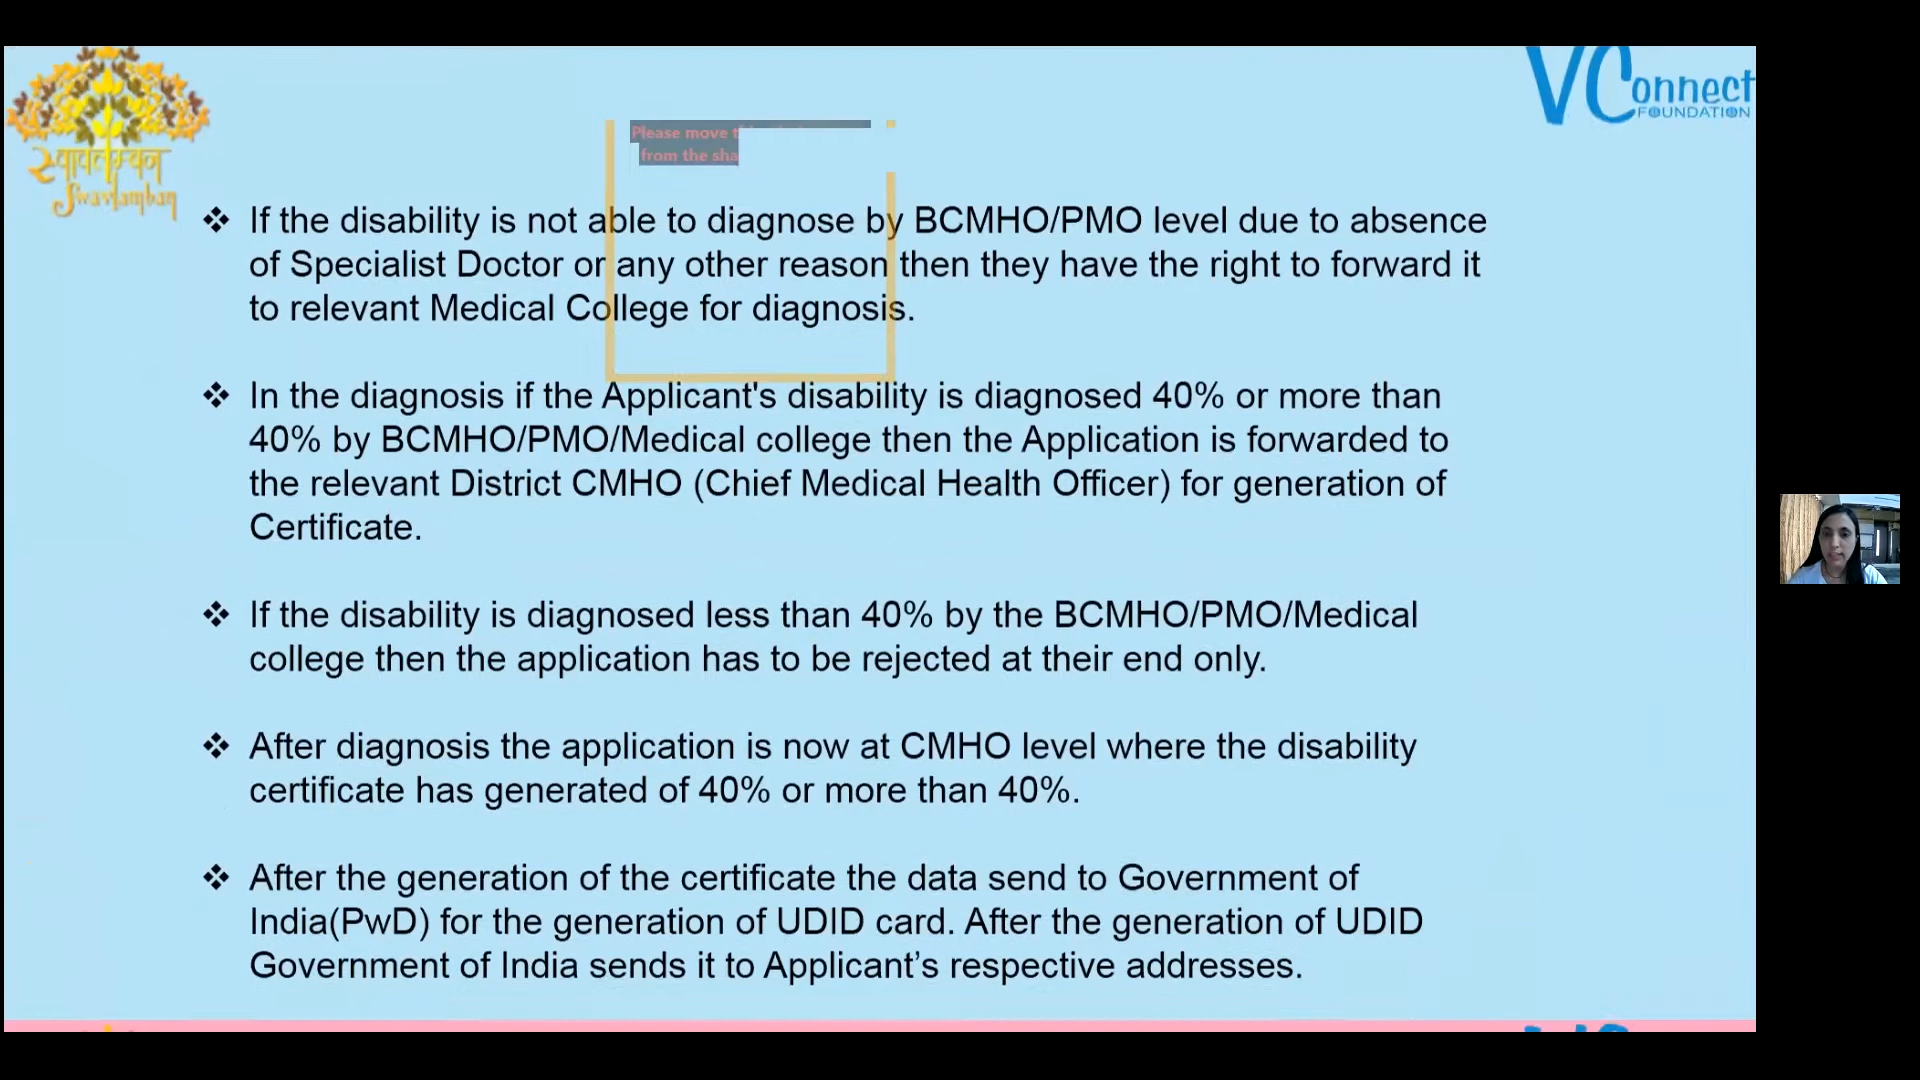 स्वावलम्बन
Swavlamban
VConnect
FOUNDATION
Please move t
from the sha
❖ If the disability is not able to diagnose by BCMHO/PMO level due to absence
of Specialist Doctor or any other reason then they have the right to forward it
to relevant Medical College for diagnosis.
❖ In the diagnosis if the Applicant's disability is diagnosed 40% or more than
40% by BCMHO/PMO/Medical college then the Application is forwarded to
the relevant District CMHO (Chief Medical Health Officer) for generation of
Certificate.
❖ If the disability is diagnosed less than 40% by the BCMHO/PMO/Medical
college then the application has to be rejected at their end only.
❖ After diagnosis the application is now at CMHO level where the disability
certificate has generated of 40% or more than 40%.
❖ After the generation of the certificate the data send to Government of
India(PwD) for the generation of UDID card. After the generation of UDID
Government of India sends it to Applicant’s respective addresses.